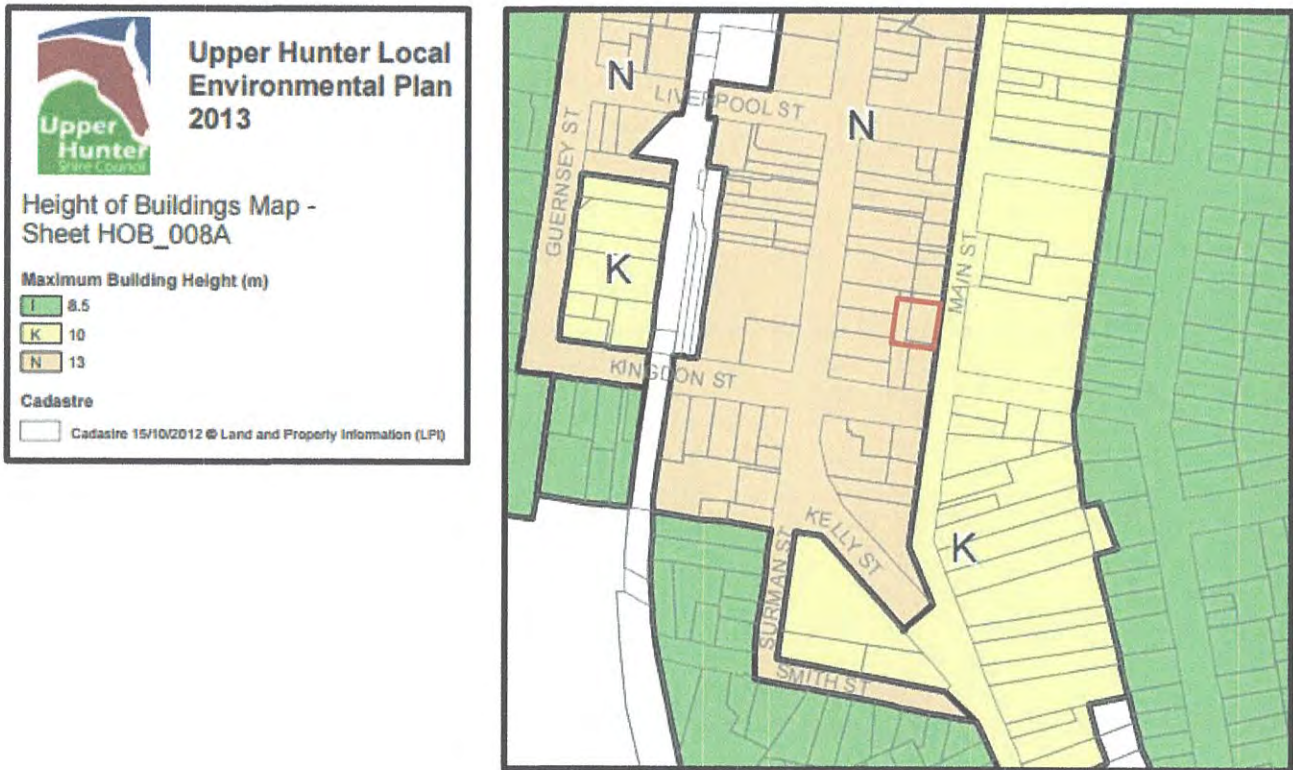 Upper Hunter Local
Environmental Plan
2013
Upper
Hunter
Shire Council
Height of Buildings Map -
Sheet HOB_008A
Maximum Building Height (m)
I 8.5
K 10
N 13
Cadastre
Cadastre 15/10/2012 © Land and Property Information (LPI)
N
LIVERPOOL ST
N
GUERNSEY ST
K
MAIN ST
KINGDON ST
KELLY ST
K
SURMAN ST
SMITH ST